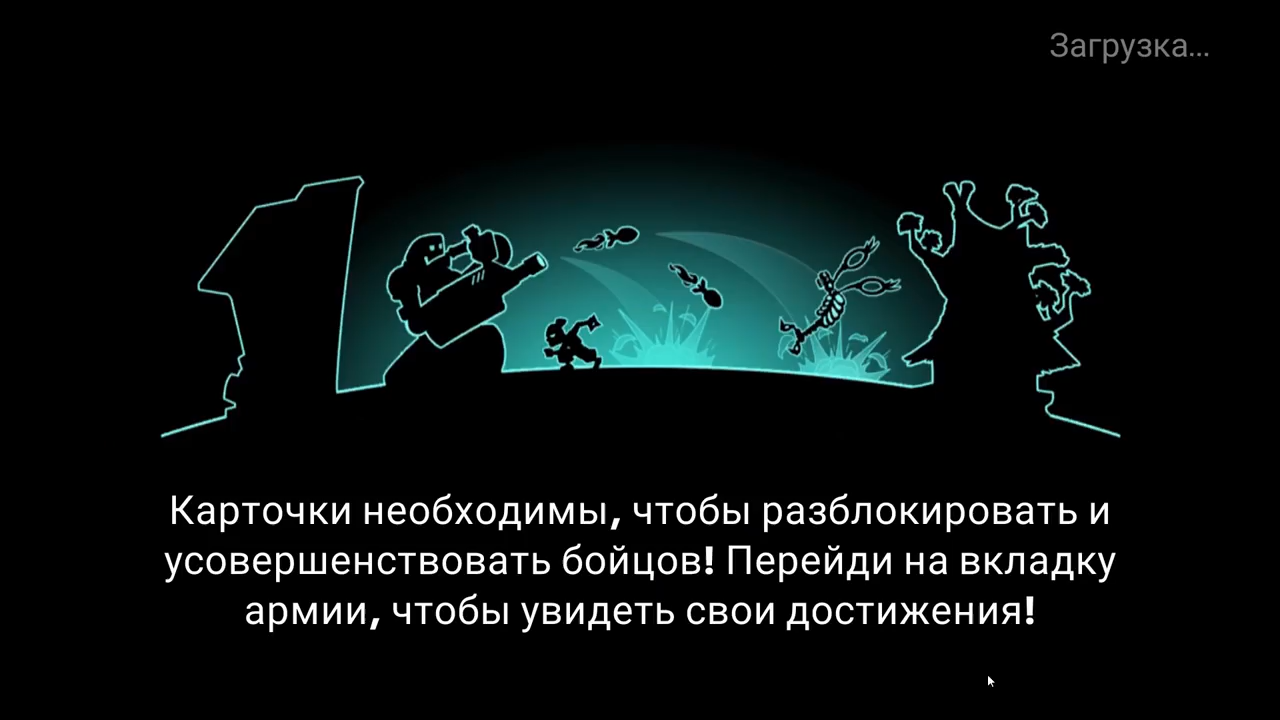 Загрузка...
Карточки необходимы, чтобы разблокировать и
усовершенствовать бойцов! Перейди на вкладку
армии, чтобы увидеть свои достижения!